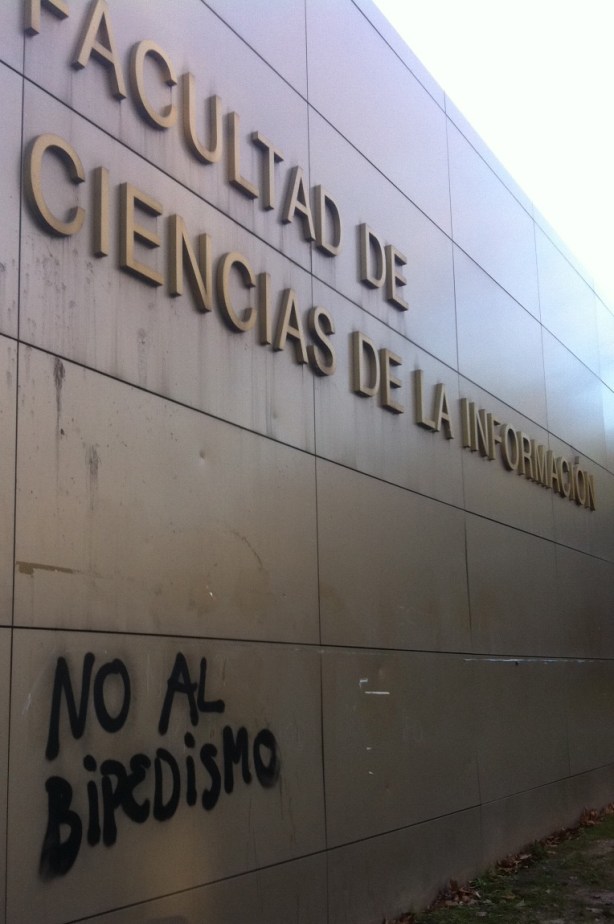 FACULTAD DE
CIENCIAS DE LA INFORMACIÓN
NO AL
BiPEDiSMO